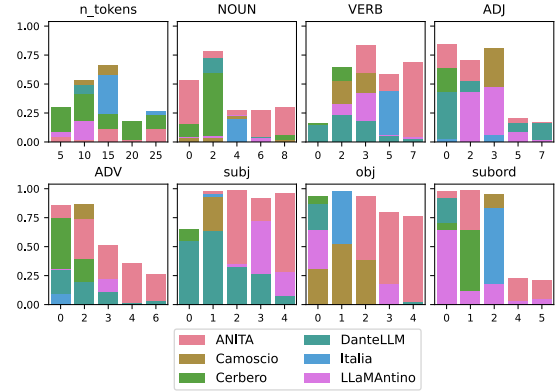 n_tokens NOUN VERB ADJ
1.00
0.75
0.50
0.25
0.00
5 10 15 20 25 0 2 4 6 8 0 2 3 5 7 0 2 3 5 7
ADV subj obj subord
1.00
0.75
0.50
0.25
0.00
0 2 3 4 6 0 1 2 3 4 0 1 2 3 4 0 1 2 4 5
ANITA DanteLLM
Camoscio Italia
Cerbero LLaMAntino